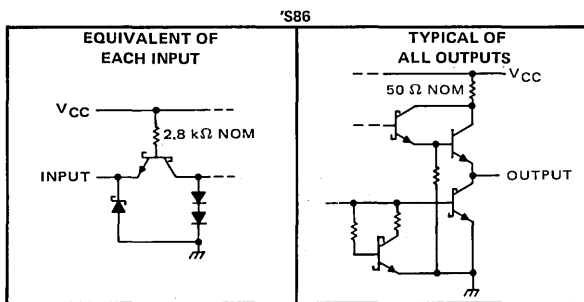 'S86
EQUIVALENT OF
EACH INPUT
VCC
2.8 kΩ NOM
INPUT
TYPICAL OF
ALL OUTPUTS
VCC
50 Ω NOM
OUTPUT